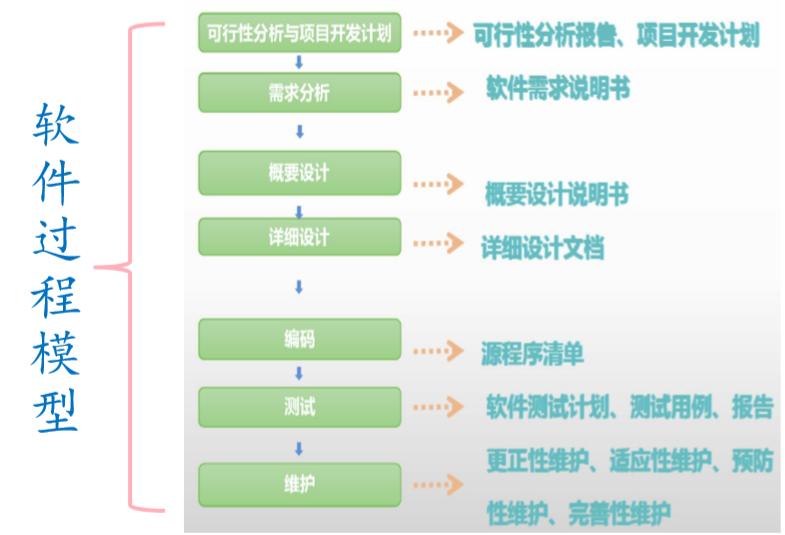 软件过程模型
可行性分析与项目开发计划
可行性分析报告、项目开发计划
需求分析
软件需求说明书
概要设计
概要设计说明书
详细设计
详细设计文档
编码
源程序清单
测试
软件测试计划、测试用例、报告
维护
更正性维护、适应性维护、预防
性维护、完善性维护